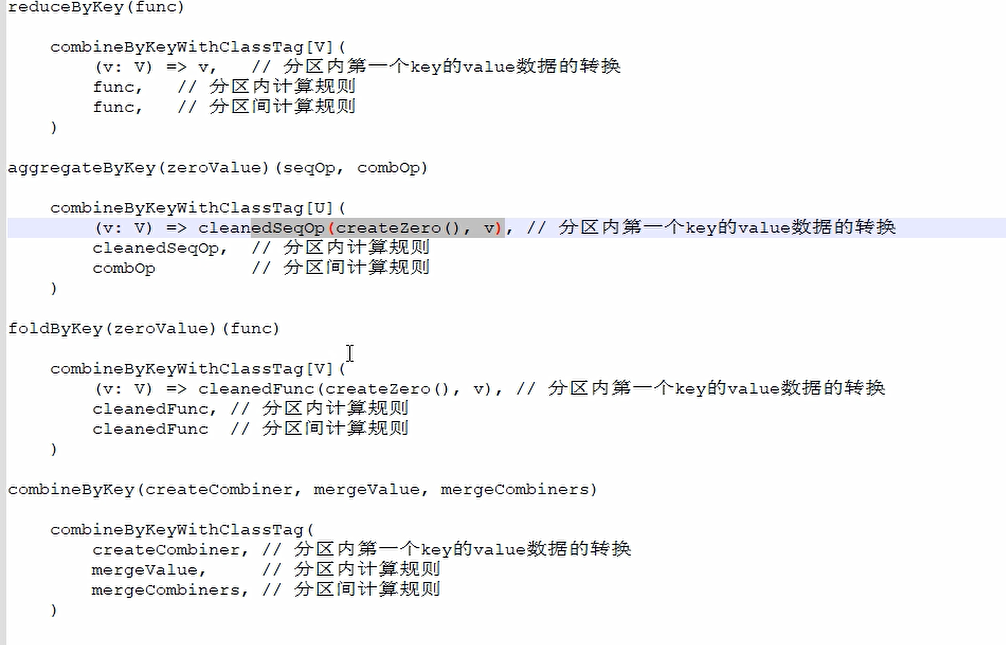 reduceByKey(func)
combineByKeyWithClassTag[V](
(v: V) => v, // 分区内第一个key的value数据的转换
func, // 分区内计算规则
func, // 分区间计算规则
)
aggregateByKey(zeroValue)(seqOp, combOp)
combineByKeyWithClassTag[U](
(v: V) => cleanedSeqOp(createZero(), v), // 分区内第一个key的value数据的转换
cleanedSeqOp, // 分区内计算规则
combOp // 分区间计算规则
)
foldByKey(zeroValue)(func)
combineByKeyWithClassTag[V](
(v: V) => cleanedFunc(createZero(), v), // 分区内第一个key的value数据的转换
cleanedFunc, // 分区内计算规则
cleanedFunc // 分区间计算规则
)
combineByKey(createCombiner, mergeValue, mergeCombiners)
combineByKeyWithClassTag(
createCombiner, // 分区内第一个key的value数据的转换
mergeValue, // 分区内计算规则
mergeCombiners, // 分区间计算规则
)